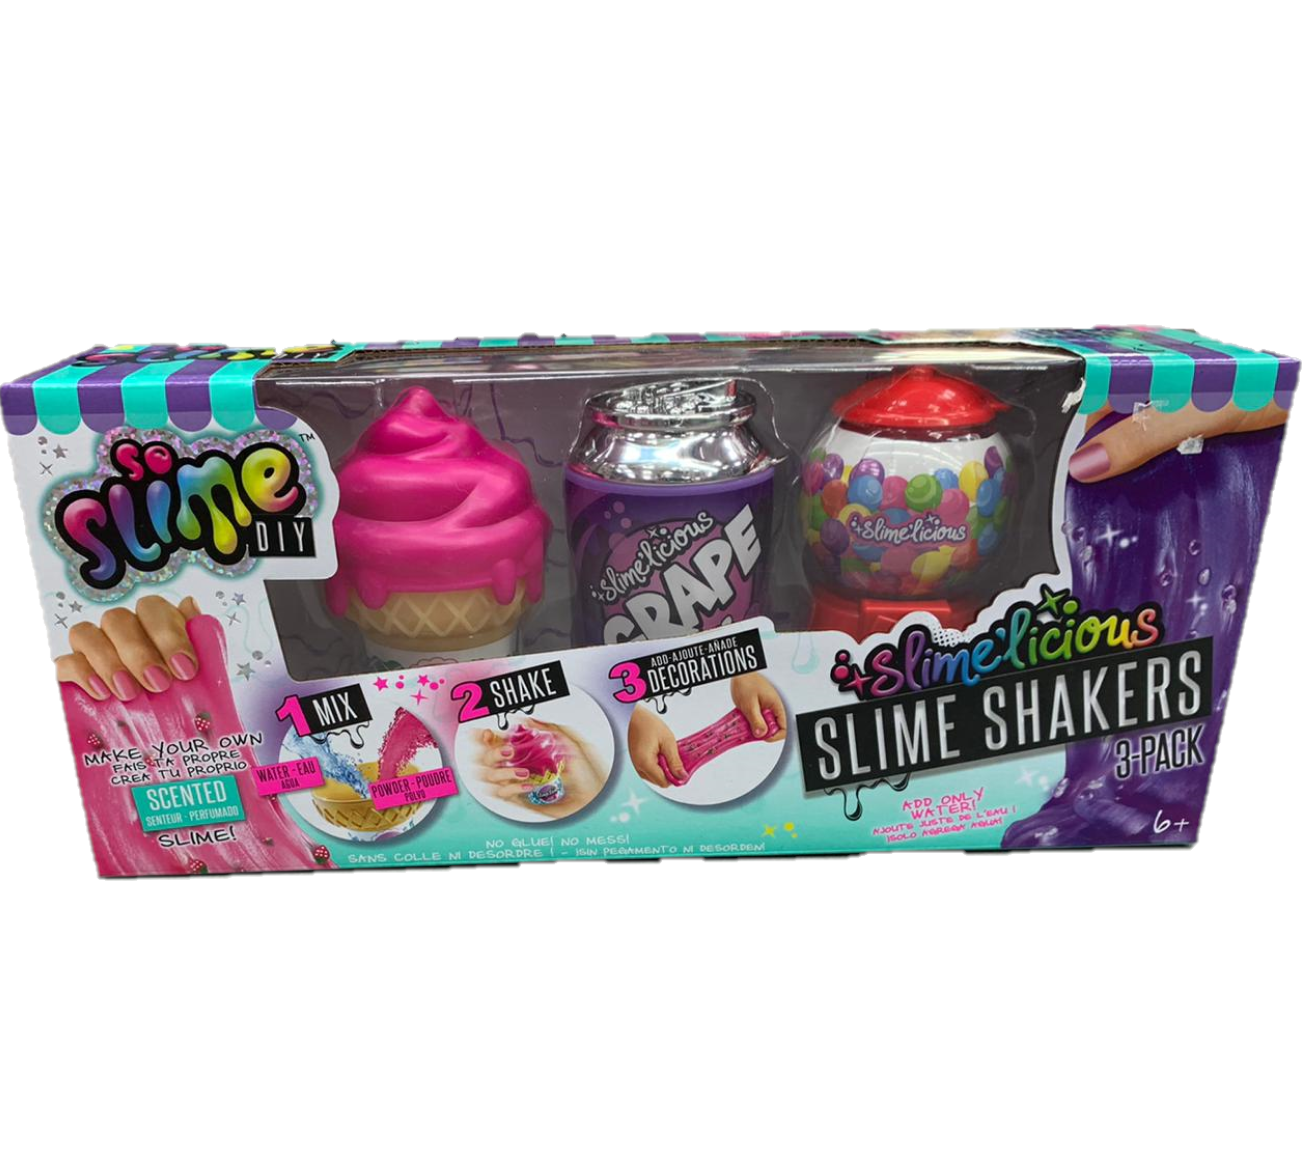 so
slime
DIY
TM
MAKE YOUR OWN
FAIS TA PROPRE
CREA TU PROPIO
SCENTED
SENTEUR - PERFUMADO
SLIME!
slime'licious
GRAPE
slime'licious
1 MIX
WATER - EAU
AGUA
POWDER - POUDRE
POLVO
2 SHAKE
3 ADD-AJOUTE-AÑADE
DECORATIONS
NO GLUE! NO MESS!
SANS COLLE NI DESORDRE ! - ¡SIN PEGAMENTO NI DESORDEN!
slime'licious
SLIME SHAKERS
3-PACK
ADD ONLY
WATER!
AJOUTE JUSTE DE L'EAU !
¡SOLO AGREGA AGUA!
6+